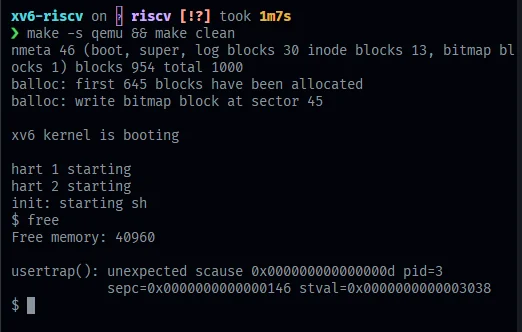 xv6-riscv on riscv [!?] took 1m7s
❯ make -s qemu && make clean
nmeta 46 (boot, super, log blocks 30 inode blocks 13, bitmap bl
ocks 1) blocks 954 total 1000
balloc: first 645 blocks have been allocated
balloc: write bitmap block at sector 45

xv6 kernel is booting

hart 1 starting
hart 2 starting
init: starting sh
$ free
Free memory: 40960

usertrap(): unexpected scause 0x000000000000000d pid=3
            sepc=0x0000000000000146 stval=0x0000000000003038
$